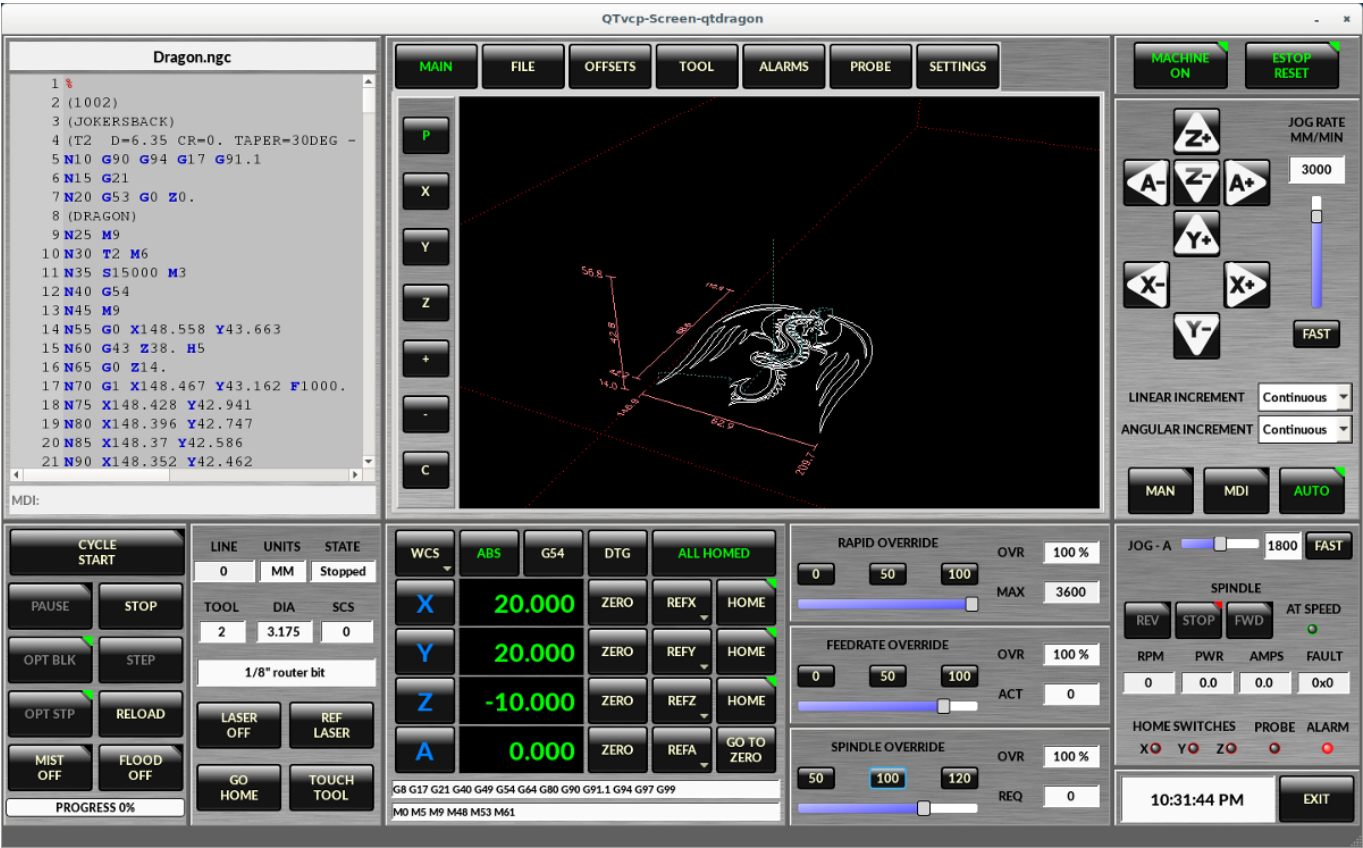 QTvcp-Screen-qtdragon
Dragon.ngc
1 %
2 (1002)
3 (JOKERSBACK)
4 (T2  D=6.35 CR=0. TAPER=30DEG -
5 N10 G90 G94 G17 G91.1
6 N15 G21
7 N20 G53 G0 Z0.
8 (DRAGON)
9 N25 M9
10 N30 T2 M6
11 N35 S15000 M3
12 N40 G54
13 N45 M9
14 N55 G0 X148.558 Y43.663
15 N60 G43 Z38. H5
16 N65 G0 Z14.
17 N70 G1 X148.467 Y43.162 F1000.
18 N75 X148.428 Y42.941
19 N80 X148.396 Y42.747
20 N85 X148.37 Y42.586
21 N90 X148.352 Y42.462
MDI:
MAIN FILE OFFSETS TOOL ALARMS PROBE SETTINGS
P
X
Y
Z
+
-
C
56.8
42.8
14.0
98.6
146.8
62.9
209.7
MACHINE
ON
ESTOP
RESET
Z+
A- Z- A+
Y+
X- X+
Y-
JOG RATE
MM/MIN
3000
FAST
LINEAR INCREMENT Continuous
ANGULAR INCREMENT Continuous
MAN MDI AUTO
CYCLE
START
PAUSE STOP
OPT BLK STEP
OPT STP RELOAD
MIST
OFF
FLOOD
OFF
PROGRESS 0%
LINE UNITS STATE
0 MM Stopped
TOOL DIA SCS
2 3.175 0
1/8" router bit
LASER
OFF
REF
LASER
GO
HOME
TOUCH
TOOL
WCS ABS G54 DTG ALL HOMED
X 20.000 ZERO REFX HOME
Y 20.000 ZERO REFY HOME
Z -10.000 ZERO REFZ HOME
A 0.000 ZERO REFA GO TO
ZERO
G8 G17 G21 G40 G49 G54 G64 G80 G90 G91.1 G94 G97 G99
M0 M5 M9 M48 M53 M61
RAPID OVERRIDE
OVR 100 %
0 50 100
MAX 3600
FEEDRATE OVERRIDE
OVR 100 %
0 50 100
ACT 0
SPINDLE OVERRIDE
OVR 100 %
50 100 120
REQ 0
JOG - A 1800 FAST
SPINDLE
REV STOP FWD
AT SPEED
RPM PWR AMPS FAULT
0 0.0 0.0 0x0
HOME SWITCHES PROBE ALARM
X Y Z
10:31:44 PM
EXIT